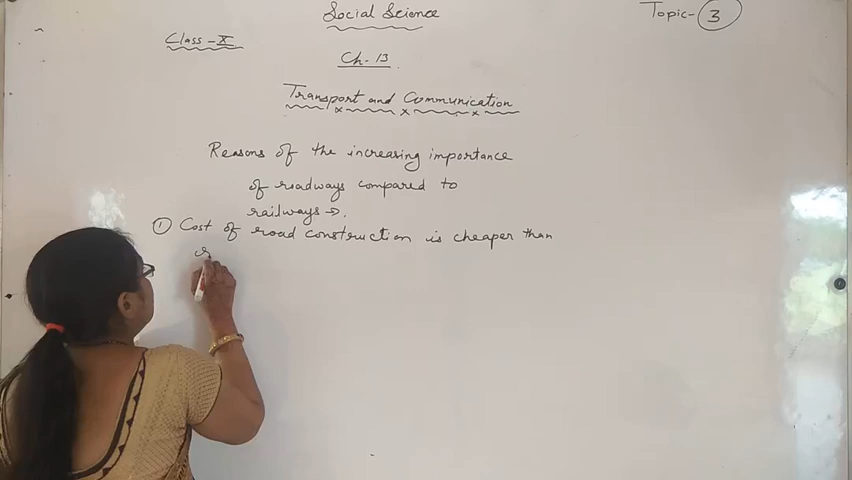 Social Science
Topic- 3
Class - X
Ch. 13
Transport and Communication
Reasons of the increasing importance
of roadways compared to
railways →.
① Cost of road construction is cheaper than
r